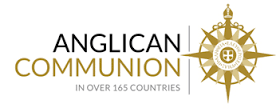 ANGLICAN
COMMUNION
IN OVER 165 COUNTRIES